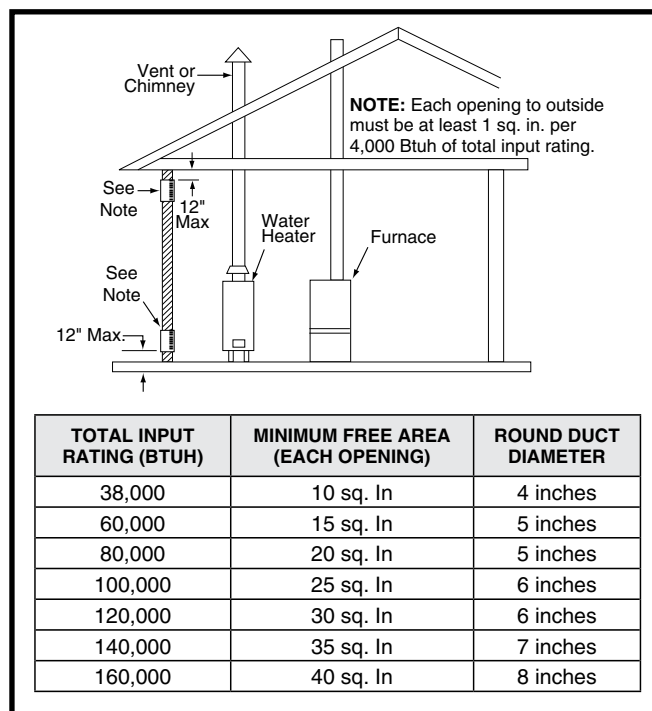 Vent or
Chimney
NOTE: Each opening to outside
must be at least 1 sq. in. per
4,000 Btuh of total input rating.
See
Note
12"
Max
Water
Heater
Furnace
See
Note
12" Max.
TOTAL INPUT RATING (BTUH) MINIMUM FREE AREA (EACH OPENING) ROUND DUCT DIAMETER
38,000 10 sq. In 4 inches
60,000 15 sq. In 5 inches
80,000 20 sq. In 5 inches
100,000 25 sq. In 6 inches
120,000 30 sq. In 6 inches
140,000 35 sq. In 7 inches
160,000 40 sq. In 8 inches